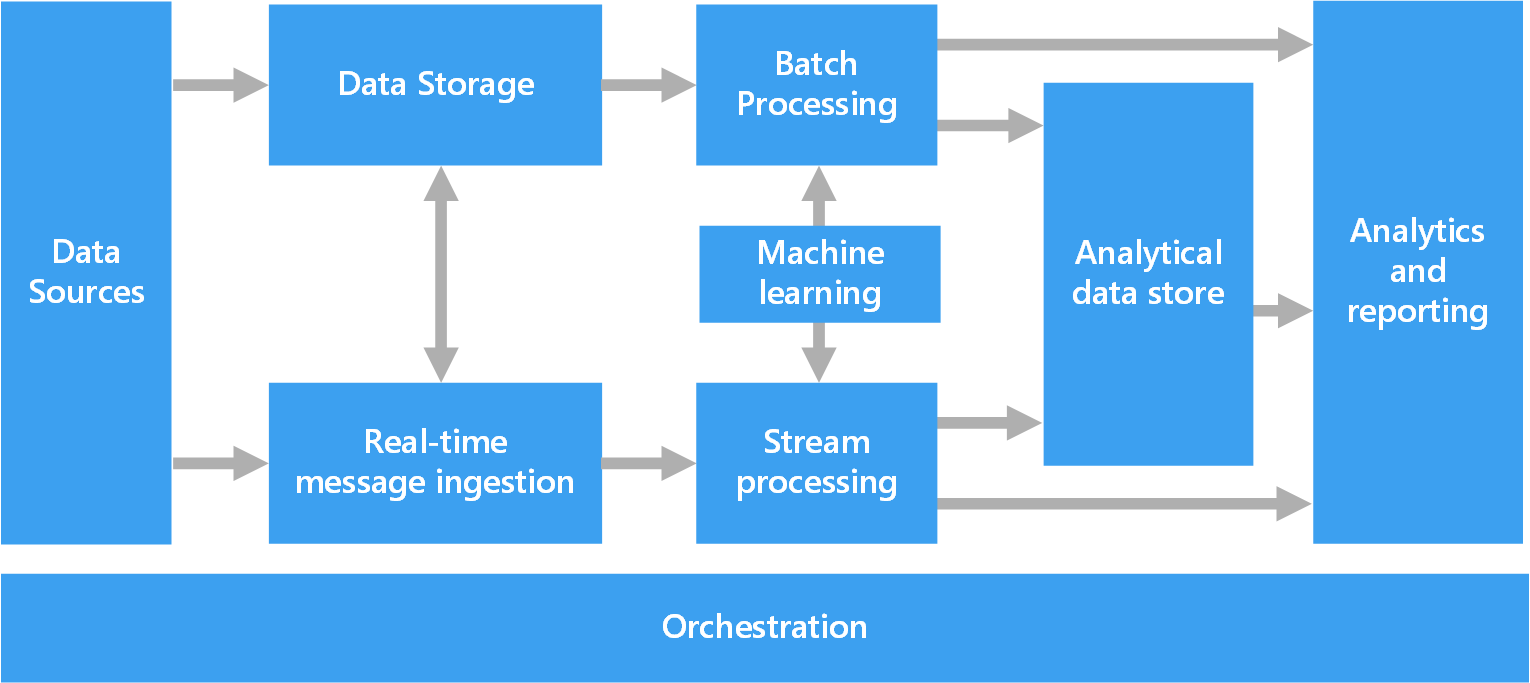 Data
Sources
Data Storage
Real-time
message ingestion
Batch
Processing
Machine
learning
Stream
processing
Analytical
data store
Analytics
and
reporting
Orchestration